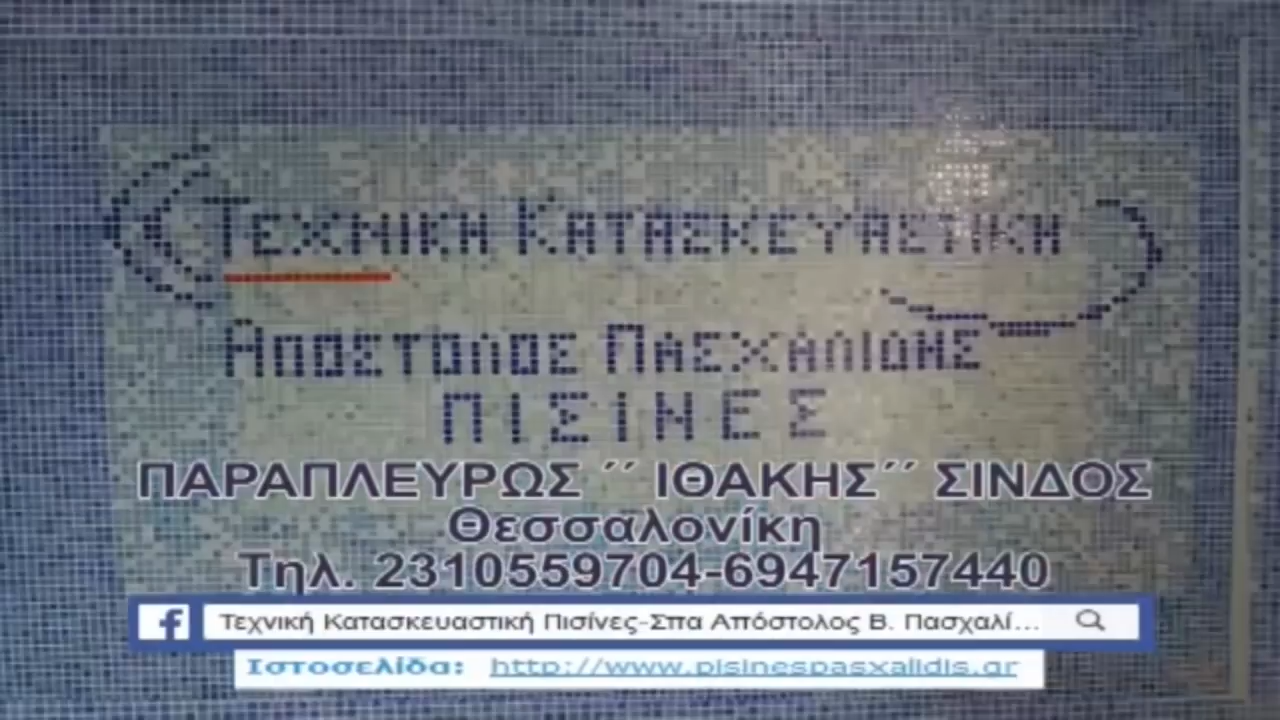 Τεχνικη Κατασκευαστικη
Αποστολος Πασχαλιδης
ΠΙΣΙΝΕΣ
ΠΑΡΑΠΛΕΥΡΩΣ ΄΄ ΙΘΑΚΗΣ΄΄ ΣΙΝΔΟΣ
Θεσσαλονίκη
Τηλ. 2310559704-6947157440
Τεχνική Κατασκευαστική Πισίνες-Σπα Απόστολος Β. Πασχαλί...
Ιστοσελίδα: http://www.pisinespasxalidis.gr